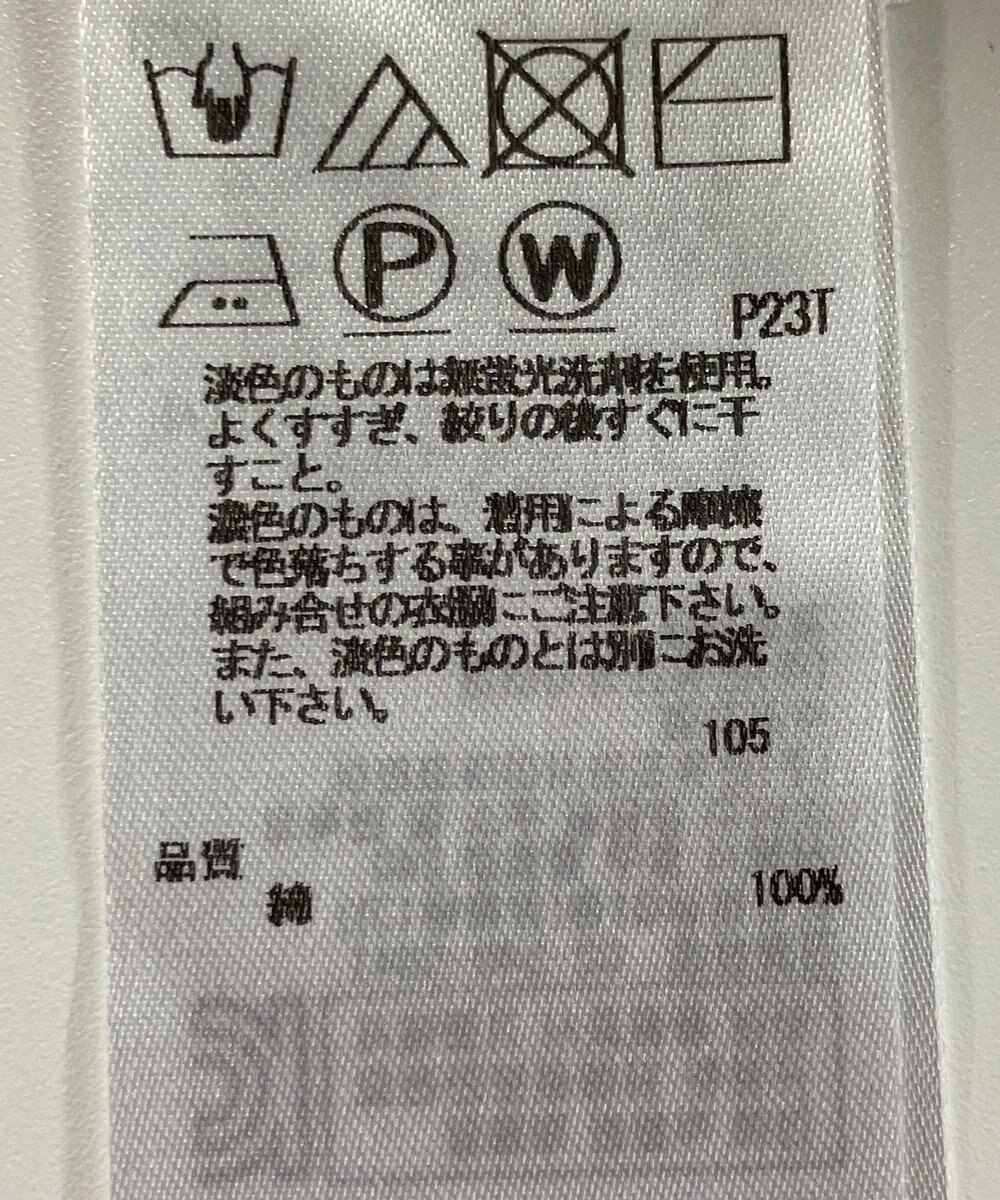 P
W
P23T
淡色のものは無蛍光洗剤を使用。
よくすすぎ、絞りの後すぐに干
すこと。
濃色のものは、着用による摩擦
で色落ちする事がありますので、
組み合せの衣類にご注意下さい。
また、淡色のものとは別にお洗
い下さい。
105
品質
綿 100%